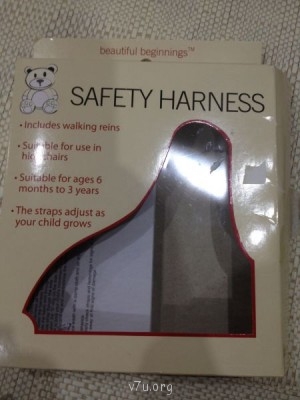 beautiful beginnings™
SAFETY HARNESS
• Includes walking reins
• Suitable for use in
highchairs
• Suitable for ages 6
months to 3 years
• The straps adjust as
your child grows
v7u.org